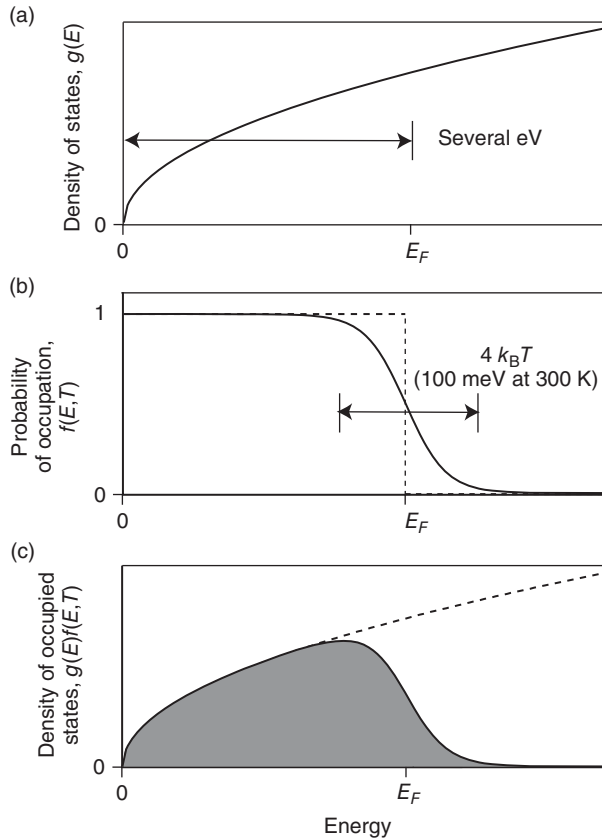 (a)
Density of states, g(E)
Several eV
0
0
E_F
(b)
Probability
of occupation,
f(E,T)
1
4 k_BT
(100 meV at 300 K)
0
0
E_F
(c)
Density of occupied
states, g(E)f(E,T)
0
0
E_F
Energy